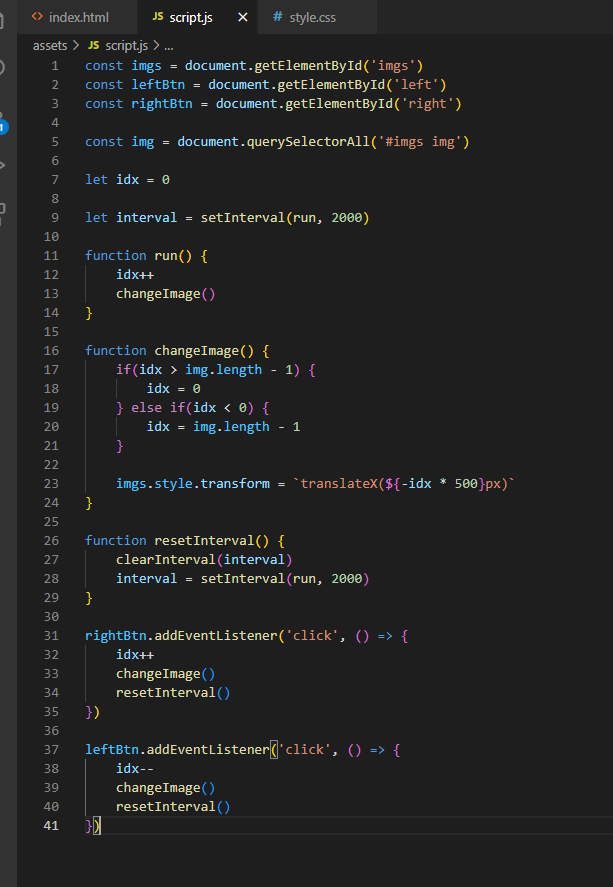 index.html JS script.js # style.css
assets > JS script.js > ...
1 const imgs = document.getElementById('imgs')
2 const leftBtn = document.getElementById('left')
3 const rightBtn = document.getElementById('right')
4
5 const img = document.querySelectorAll('#imgs img')
6
7 let idx = 0
8
9 let interval = setInterval(run, 2000)
10
11 function run() {
12     idx++
13     changeImage()
14 }
15
16 function changeImage() {
17     if(idx > img.length - 1) {
18         idx = 0
19     } else if(idx < 0) {
20         idx = img.length - 1
21     }
22
23     imgs.style.transform = `translateX(${-idx * 500}px)`
24 }
25
26 function resetInterval() {
27     clearInterval(interval)
28     interval = setInterval(run, 2000)
29 }
30
31 rightBtn.addEventListener('click', () => {
32     idx++
33     changeImage()
34     resetInterval()
35 })
36
37 leftBtn.addEventListener('click', () => {
38     idx--
39     changeImage()
40     resetInterval()
41 })
1